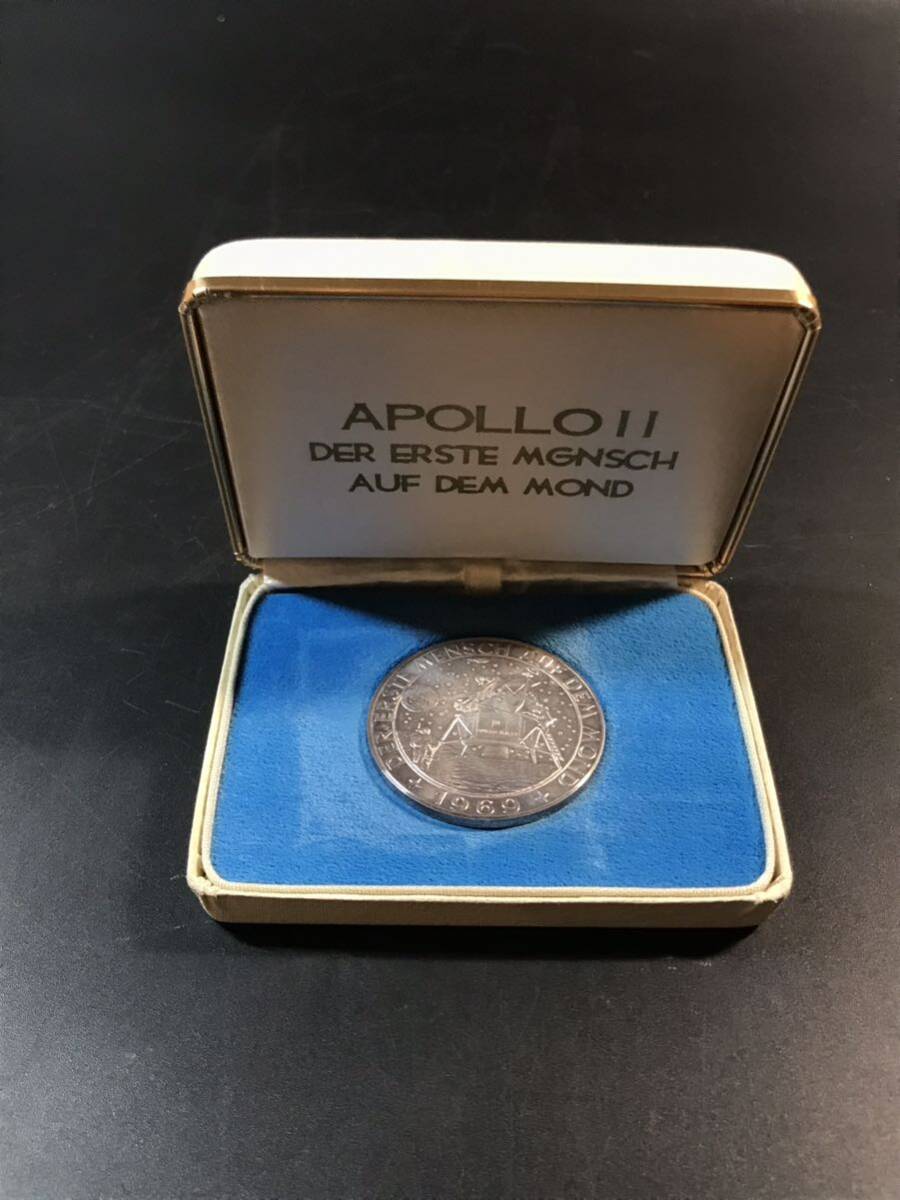 APOLLO 11
DER ERSTE MGNSCH
AUF DEM MOND
DER ERSTE MENSCH AUF DEM MOND
1969